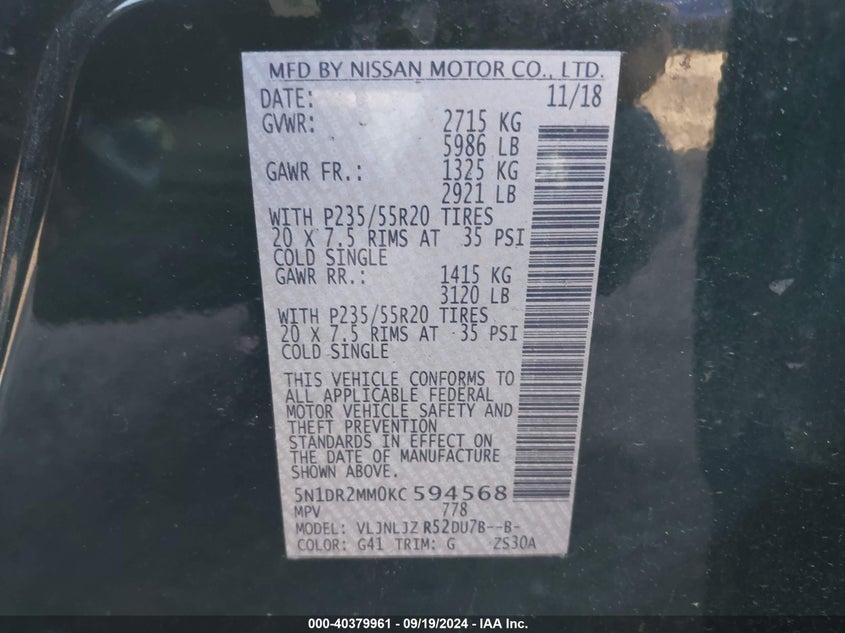 MFD BY NISSAN MOTOR CO., LTD.
DATE: 11/18
GVWR: 2715 KG
5986 LB
GAWR FR.: 1325 KG
2921 LB
WITH P235/55R20 TIRES
20 X 7.5 RIMS AT 35 PSI
COLD SINGLE
GAWR RR.: 1415 KG
3120 LB
WITH P235/55R20 TIRES
20 X 7.5 RIMS AT 35 PSI
COLD SINGLE
THIS VEHICLE CONFORMS TO
ALL APPLICABLE FEDERAL
MOTOR VEHICLE SAFETY AND
THEFT PREVENTION
STANDARDS IN EFFECT ON
THE DATE OF MANUFACTURE
SHOWN ABOVE.
5N1DR2MM0KC 594568
MPV 778
MODEL: VLJNLJZ R52DU7B--B-
COLOR: G41 TRIM: G ZS30A
000-40379961 - 09/19/2024 - IAA Inc.